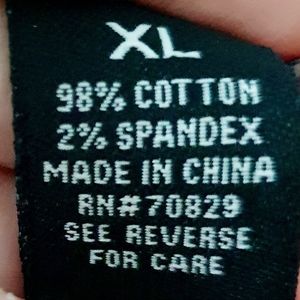 XL
98% COTTON
2% SPANDEX
MADE IN CHINA
RN#70829
SEE REVERSE
FOR CARE